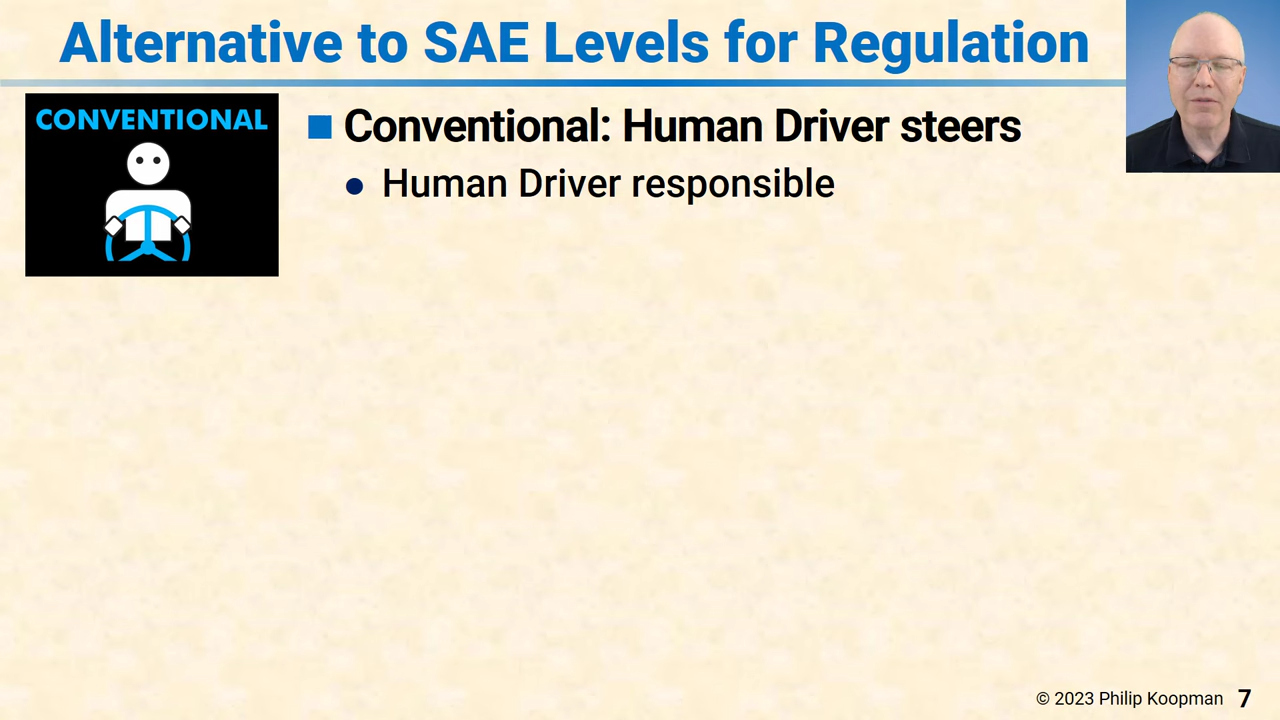 Alternative to SAE Levels for Regulation
CONVENTIONAL
Conventional: Human Driver steers
Human Driver responsible
© 2023 Philip Koopman 7